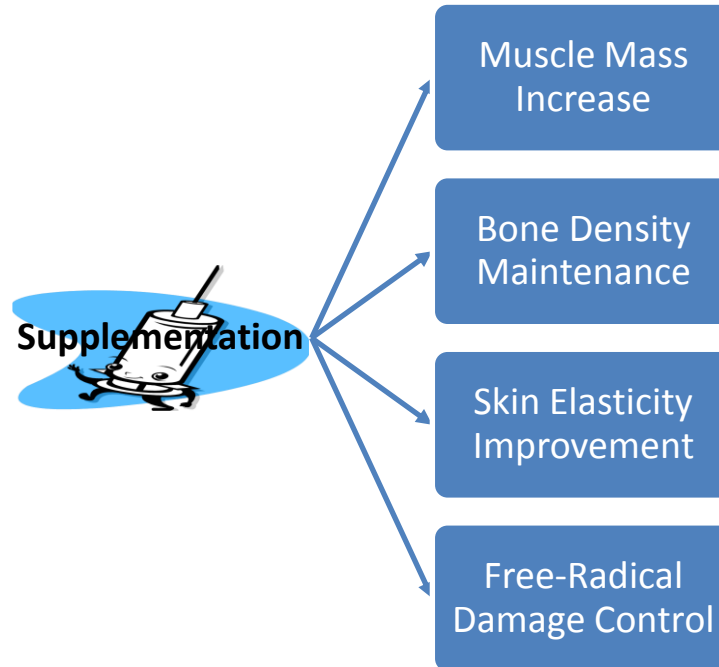 Muscle Mass
Increase
Bone Density
Maintenance
Supplementation
Skin Elasticity
Improvement
Free-Radical
Damage Control